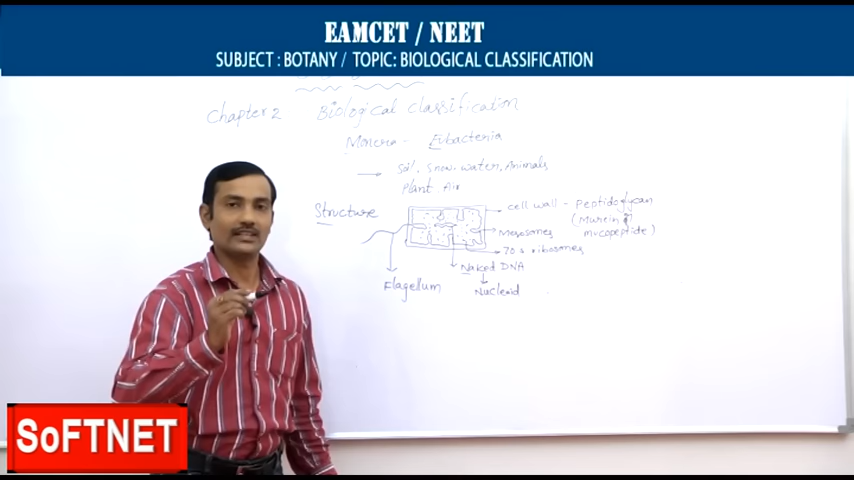 EAMCET / NEET
SUBJECT : BOTANY / TOPIC: BIOLOGICAL CLASSIFICATION
Chapter 2 Biological classification
Monera - Eubacteria
Soil, Snow, water, Animals
Plant Air
Structure
cell wall - Peptidoglycan
(Murein
mucopeptide)
Mesosomes
70 s ribosomes
Naked DNA
Flagellum
Nucleoid
SoFTNET